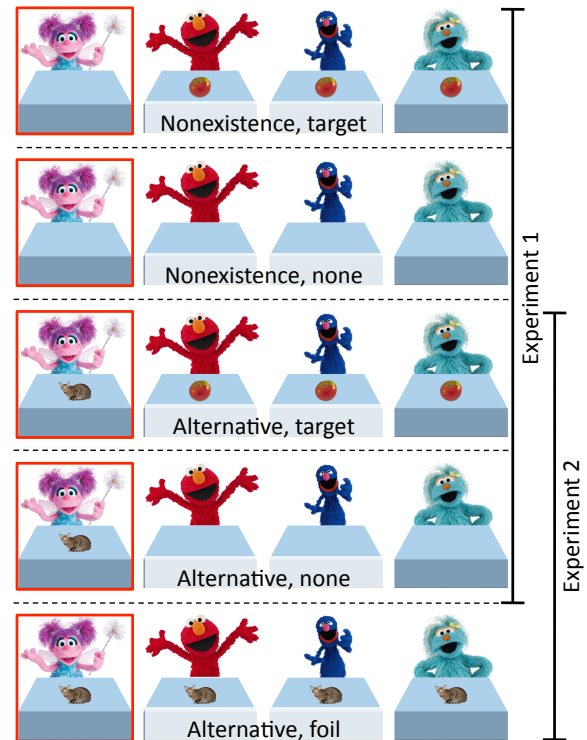 Nonexistence, target
Nonexistence, none
Alternative, target
Alternative, none
Alternative, foil
Experiment 1
Experiment 2